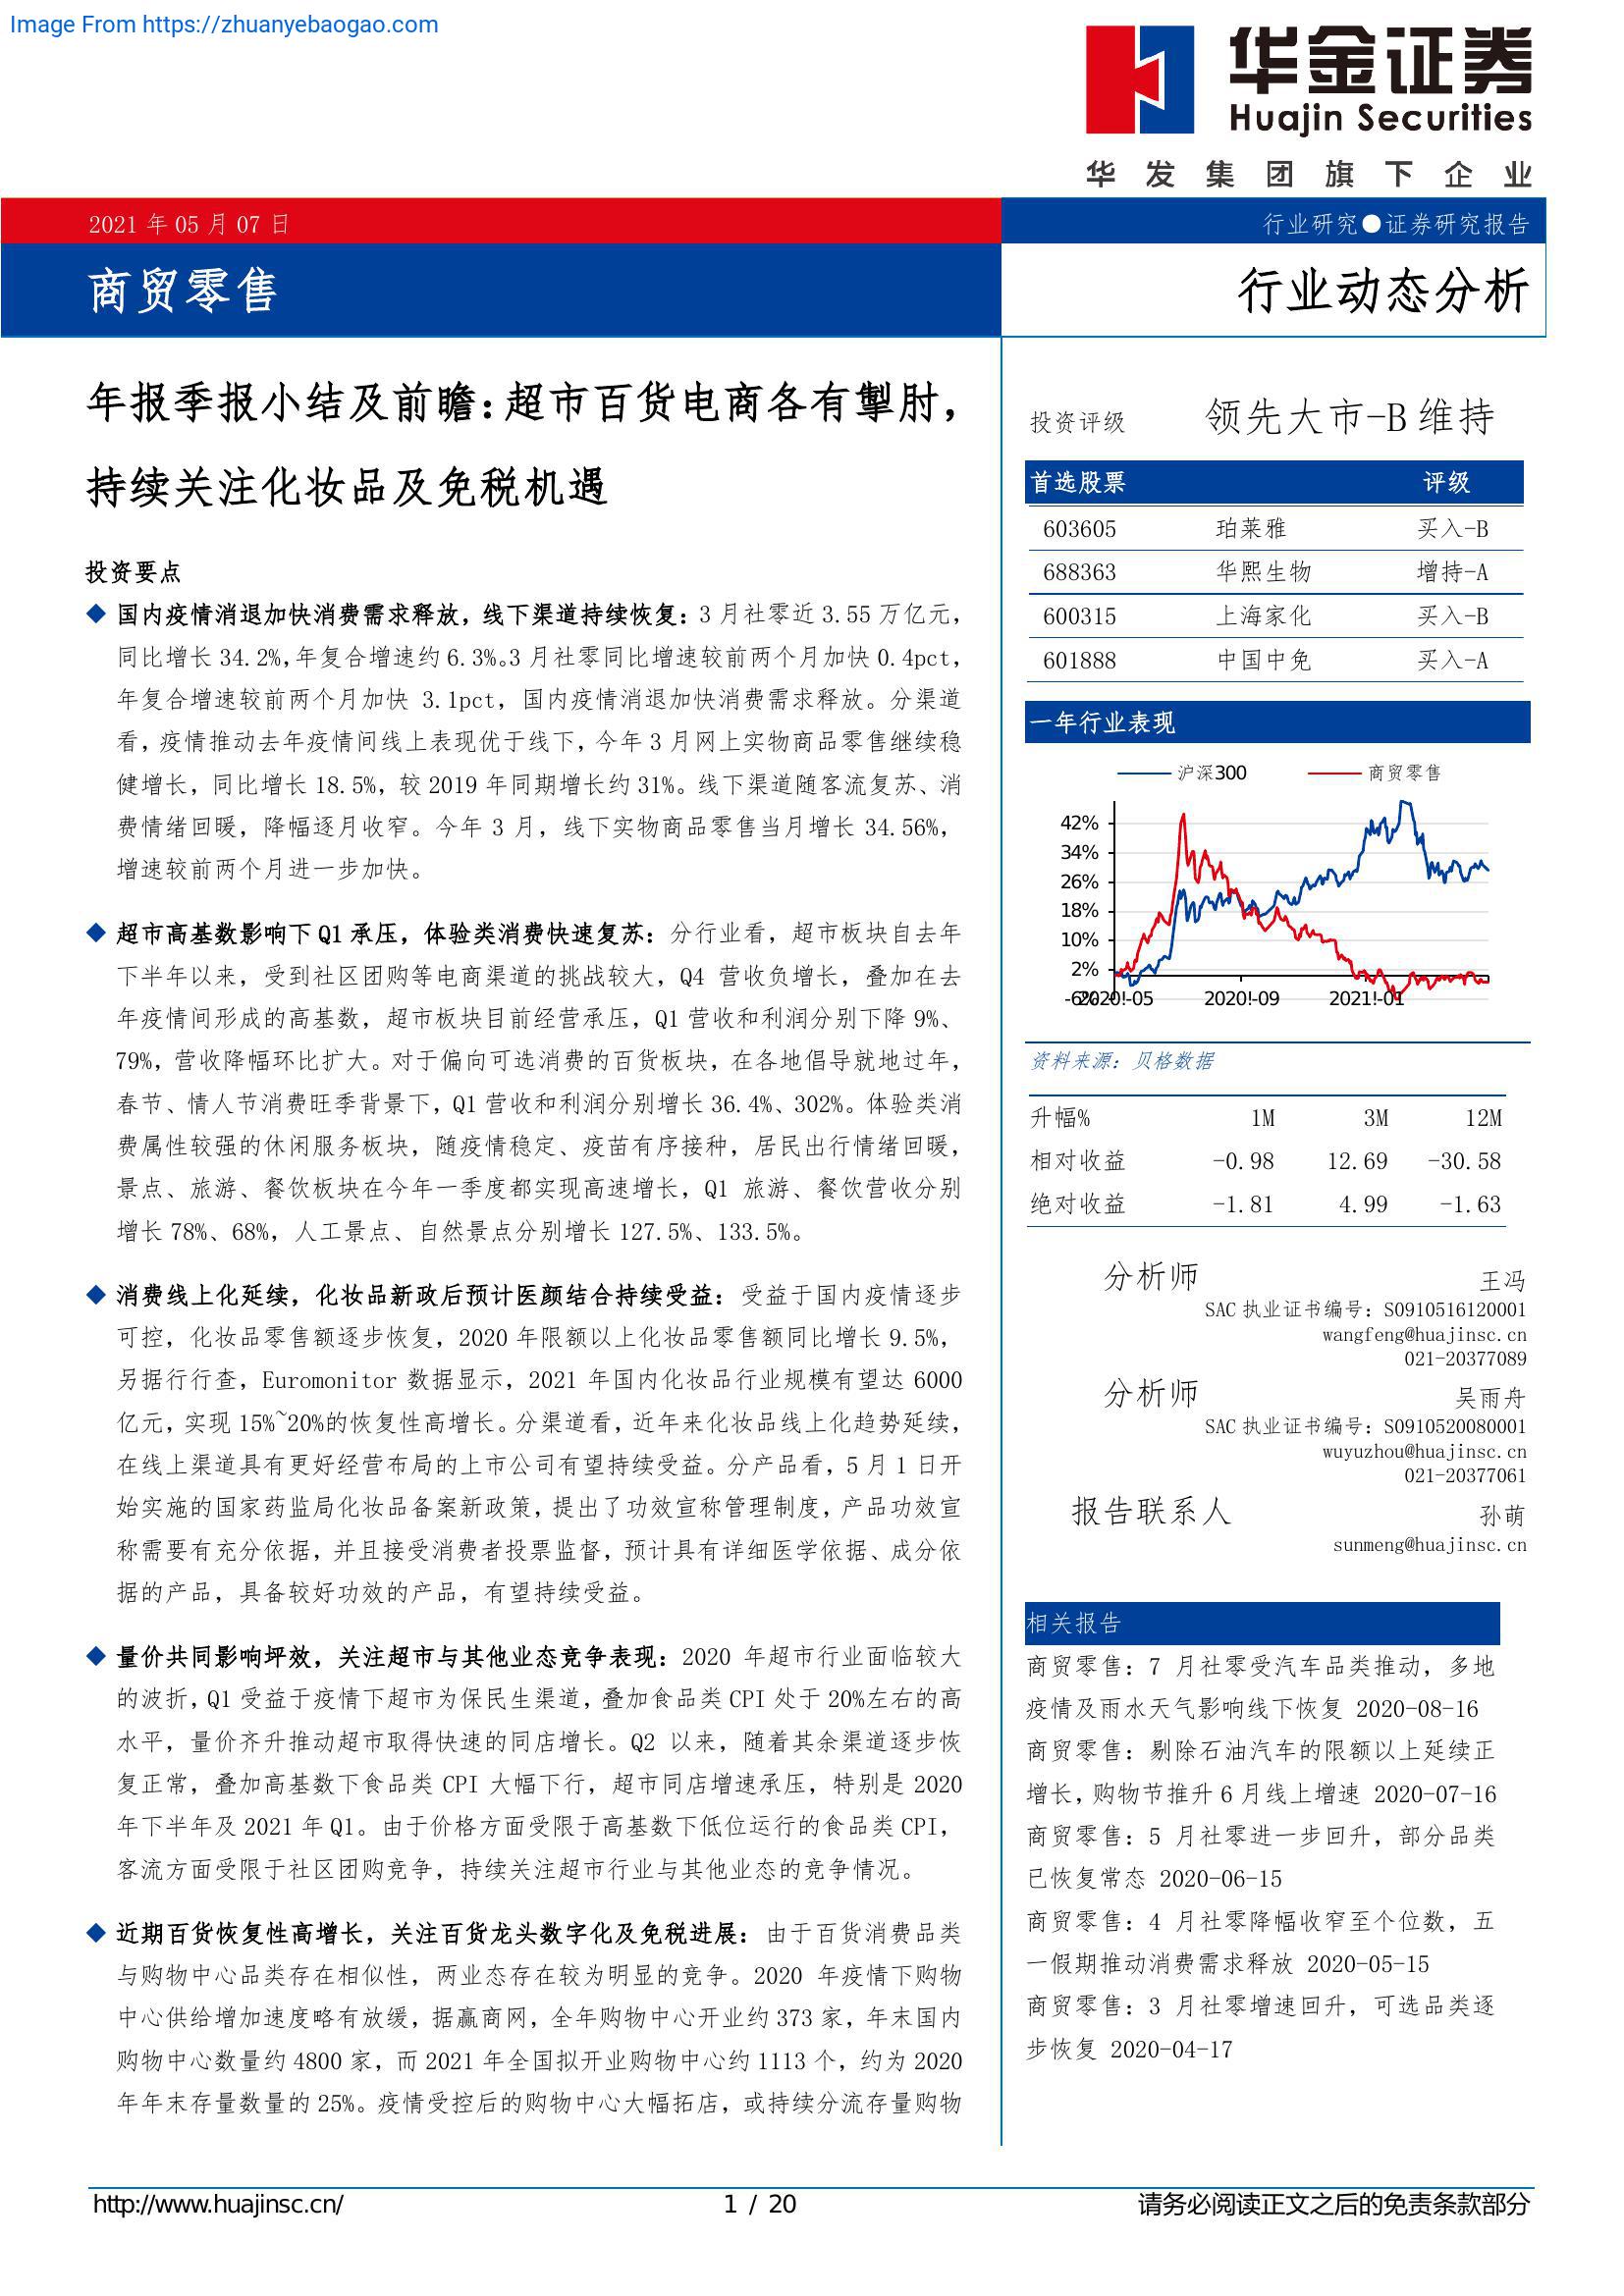 Image From https://zhuanyebaogao.com
华金证券
Huajin Securities
华发集团旗下企业
2021 年 05 月 07 日
行业研究●证券研究报告
商贸零售
行业动态分析
年报季报小结及前瞻：超市百货电商各有掣肘，
持续关注化妆品及免税机遇
投资要点
◆ 国内疫情消退加快消费需求释放，线下渠道持续恢复：3 月社零近 3.55 万亿元，
同比增长 34.2%，年复合增速约 6.3%。3 月社零同比增速较前两个月加快 0.4pct，
年复合增速较前两个月加快 3.1pct，国内疫情消退加快消费需求释放。分渠道
看，疫情推动去年疫情间线上表现优于线下，今年 3 月网上实物商品零售继续稳
健增长，同比增长 18.5%，较 2019 年同期增长约 31%。线下渠道随客流复苏、消
费情绪回暖，降幅逐月收窄。今年 3 月，线下实物商品零售当月增长 34.56%，
增速较前两个月进一步加快。
◆ 超市高基数影响下 Q1 承压，体验类消费快速复苏：分行业看，超市板块自去年
下半年以来，受到社区团购等电商渠道的挑战较大，Q4 营收负增长，叠加在去
年疫情间形成的高基数，超市板块目前经营承压，Q1 营收和利润分别下降 9%、
79%，营收降幅环比扩大。对于偏向可选消费的百货板块，在各地倡导就地过年，
春节、情人节消费旺季背景下，Q1 营收和利润分别增长 36.4%、302%。体验类消
费属性较强的休闲服务板块，随疫情稳定、疫苗有序接种，居民出行情绪回暖，
景点、旅游、餐饮板块在今年一季度都实现高速增长，Q1 旅游、餐饮营收分别
增长 78%、68%，人工景点、自然景点分别增长 127.5%、133.5%。
◆ 消费线上化延续，化妆品新政后预计医颜结合持续受益：受益于国内疫情逐步
可控，化妆品零售额逐步恢复，2020 年限额以上化妆品零售额同比增长 9.5%，
另据行行查，Euromonitor 数据显示，2021 年国内化妆品行业规模有望达 6000
亿元，实现 15%~20%的恢复性高增长。分渠道看，近年来化妆品线上化趋势延续，
在线上渠道具有更好经营布局的上市公司有望持续受益。分产品看，5 月 1 日开
始实施的国家药监局化妆品备案新政策，提出了功效宣称管理制度，产品功效宣
称需要有充分依据，并且接受消费者投票监督，预计具有详细医学依据、成分依
据的产品，具备较好功效的产品，有望持续受益。
◆ 量价共同影响坪效，关注超市与其他业态竞争表现：2020 年超市行业面临较大
的波折，Q1 受益于疫情下超市为保民生渠道，叠加食品类 CPI 处于 20%左右的高
水平，量价齐升推动超市取得快速的同店增长。Q2 以来，随着其余渠道逐步恢
复正常，叠加高基数下食品类 CPI 大幅下行，超市同店增速承压，特别是 2020
年下半年及 2021 年 Q1。由于价格方面受限于高基数下低位运行的食品类 CPI，
客流方面受限于社区团购竞争，持续关注超市行业与其他业态的竞争情况。
◆ 近期百货恢复性高增长，关注百货龙头数字化及免税进展：由于百货消费品类
与购物中心品类存在相似性，两业态存在较为明显的竞争。2020 年疫情下购物
中心供给增加速度略有放缓，据赢商网，全年购物中心开业约 373 家，年末国内
购物中心数量约 4800 家，而 2021 年全国拟开业购物中心约 1113 个，约为 2020
年年末存量数量的 25%。疫情受控后的购物中心大幅拓店，或持续分流存量购物
投资评级 领先大市-B 维持
首选股票 评级
603605 珀莱雅 买入-B
688363 华熙生物 增持-A
600315 上海家化 买入-B
601888 中国中免 买入-A
一年行业表现
沪深300 商贸零售
42%
34%
26%
18%
10%
2%
-6%
2020!-05 2020!-09 2021!-01
资料来源：贝格数据
升幅% 1M 3M 12M
相对收益 -0.98 12.69 -30.58
绝对收益 -1.81 4.99 -1.63
分析师 王冯
SAC 执业证书编号：S0910516120001
wangfeng@huajinsc.cn
021-20377089
分析师 吴雨舟
SAC 执业证书编号：S0910520080001
wuyuzhou@huajinsc.cn
021-20377061
报告联系人 孙萌
sunmeng@huajinsc.cn
相关报告
商贸零售：7 月社零受汽车品类推动，多地
疫情及雨水天气影响线下恢复 2020-08-16
商贸零售：剔除石油汽车的限额以上延续正
增长，购物节推升 6 月线上增速 2020-07-16
商贸零售：5 月社零进一步回升，部分品类
已恢复常态 2020-06-15
商贸零售：4 月社零降幅收窄至个位数，五
一假期推动消费需求释放 2020-05-15
商贸零售：3 月社零增速回升，可选品类逐
步恢复 2020-04-17
http://www.huajinsc.cn/
1 / 20
请务必阅读正文之后的免责条款部分